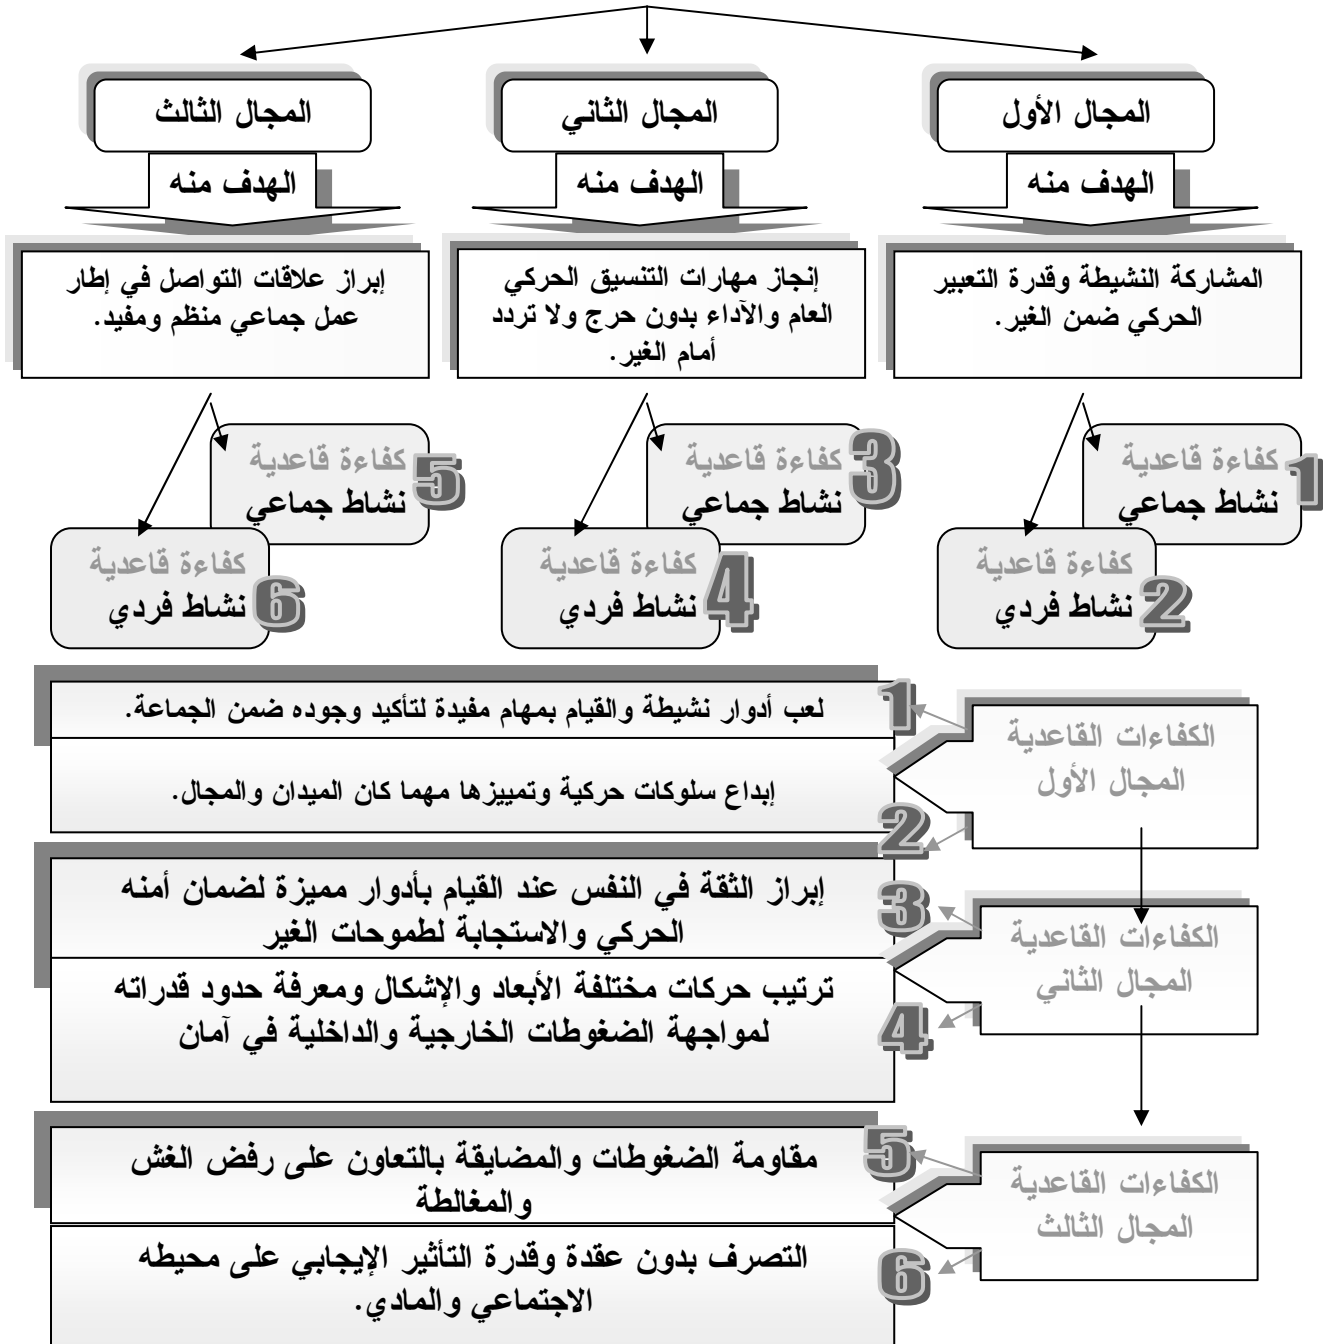 المجال الأول
المجال الثاني
المجال الثالث
الهدف منه
الهدف منه
الهدف منه
المشاركة النشيطة وقدرة التعبير
الحركي ضمن الغير.
إنجاز مهارات التنسيق الحركي
العام والآداء بدون حرج ولا تردد
أمام الغير.
إبراز علاقات التواصل في إطار
عمل جماعي منظم ومفيد.
1 كفاءة قاعدية
نشاط جماعي
2 كفاءة قاعدية
نشاط فردي
3 كفاءة قاعدية
نشاط جماعي
4 كفاءة قاعدية
نشاط فردي
5 كفاءة قاعدية
نشاط جماعي
6 كفاءة قاعدية
نشاط فردي
الكفاءات القاعدية
المجال الأول
1 لعب أدوار نشيطة والقيام بمهام مفيدة لتأكيد وجوده ضمن الجماعة.
2 إبداع سلوكات حركية وتمييزها مهما كان الميدان والمجال.
الكفاءات القاعدية
المجال الثاني
3 إبراز الثقة في النفس عند القيام بأدوار مميزة لضمان أمنه
الحركي والاستجابة لطموحات الغير
4 ترتيب حركات مختلفة الأبعاد والإشكال ومعرفة حدود قدراته
لمواجهة الضغوطات الخارجية والداخلية في آمان
الكفاءات القاعدية
المجال الثالث
5 مقاومة الضغوطات والمضايقة بالتعاون على رفض الغش
والمغالطة
6 التصرف بدون عقدة وقدرة التأثير الإيجابي على محيطه
الاجتماعي والمادي.